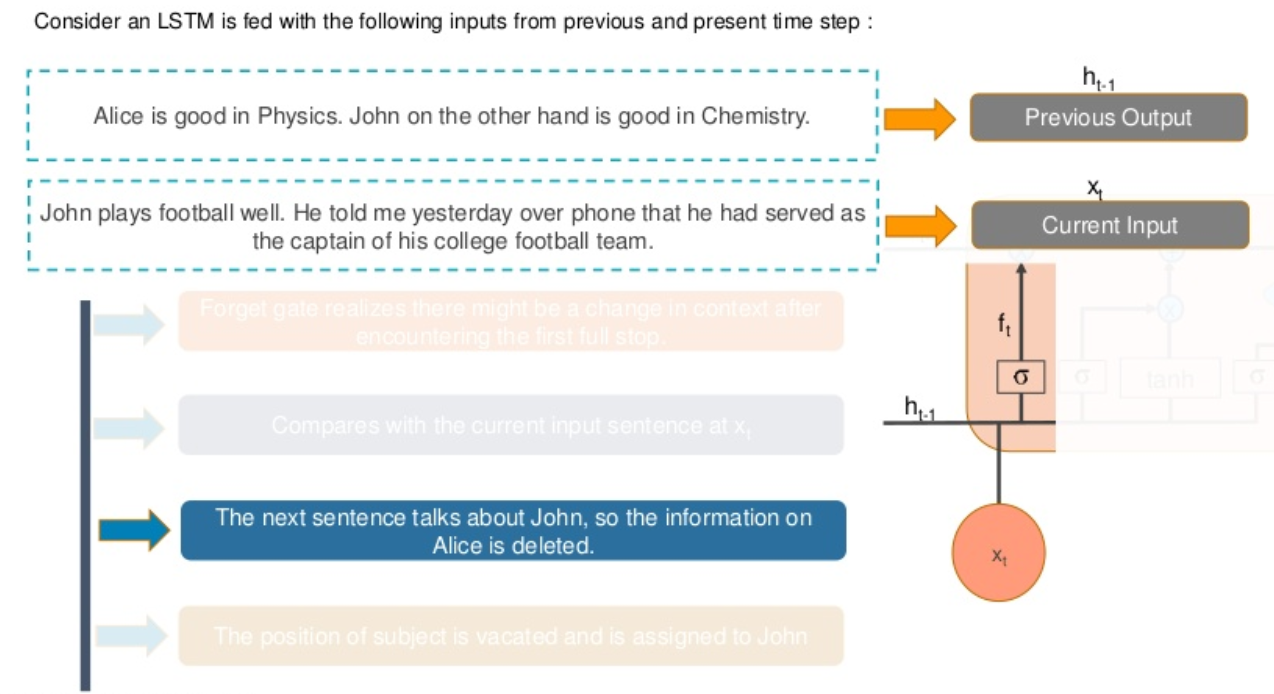 Consider an LSTM is fed with the following inputs from previous and present time step :
Alice is good in Physics. John on the other hand is good in Chemistry.
h_t-1
Previous Output
John plays football well. He told me yesterday over phone that he had served as
the captain of his college football team.
x_t
Current Input
Forget gate realizes there might be a change in context after
encountering the first full stop.
Compares with the current input sentence at x_t
The next sentence talks about John, so the information on
Alice is deleted.
The position of subject is vacated and is assigned to John
f_t
σ
σ
tanh
σ
h_t-1
x_t